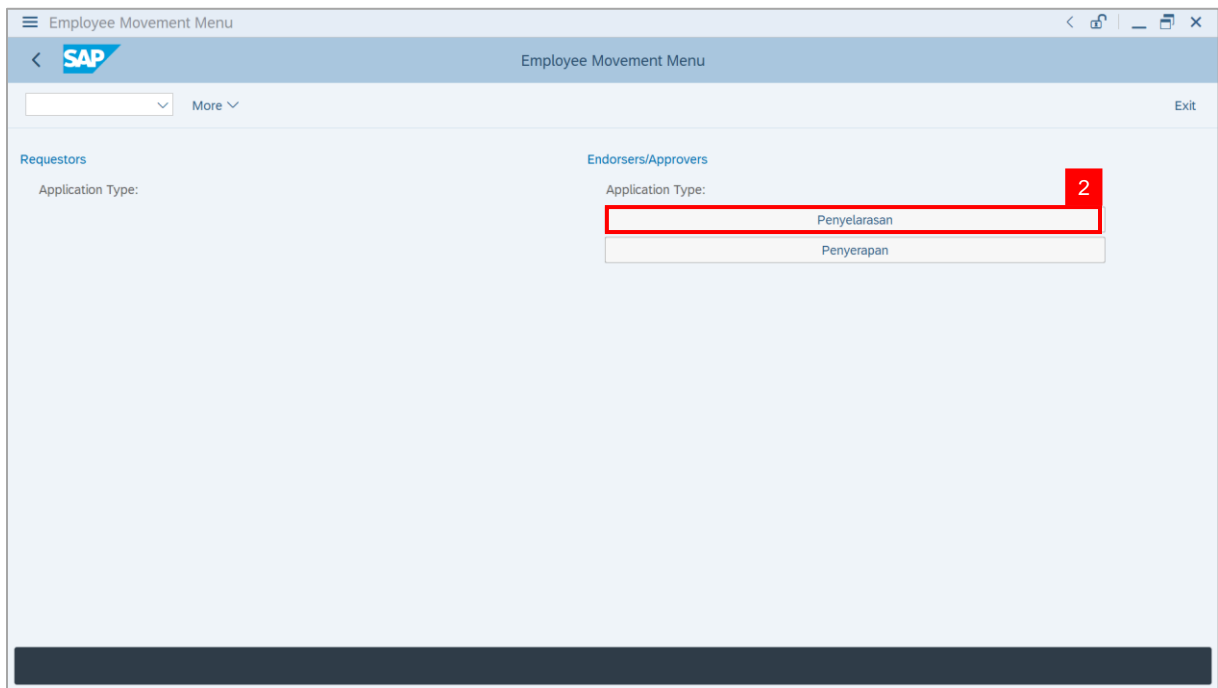 Employee Movement Menu
SAP
Employee Movement Menu
More
Exit
Requestors
Application Type:
Endorsers/Approvers
Application Type:
2
Penyelarasan
Penyerapan